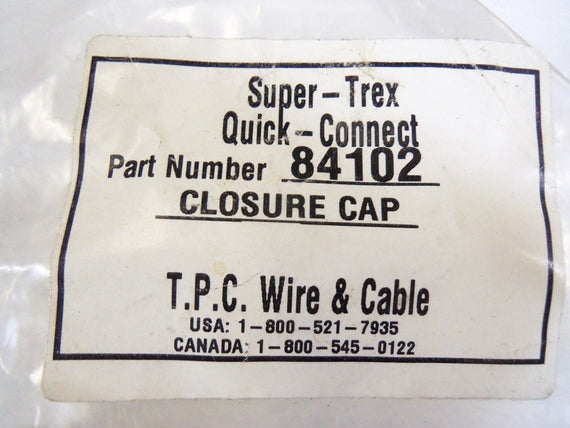 Super-Trex
Quick-Connect
Part Number 84102
CLOSURE CAP
T.P.C. Wire & Cable
USA: 1-800-521-7935
CANADA: 1-800-545-0122